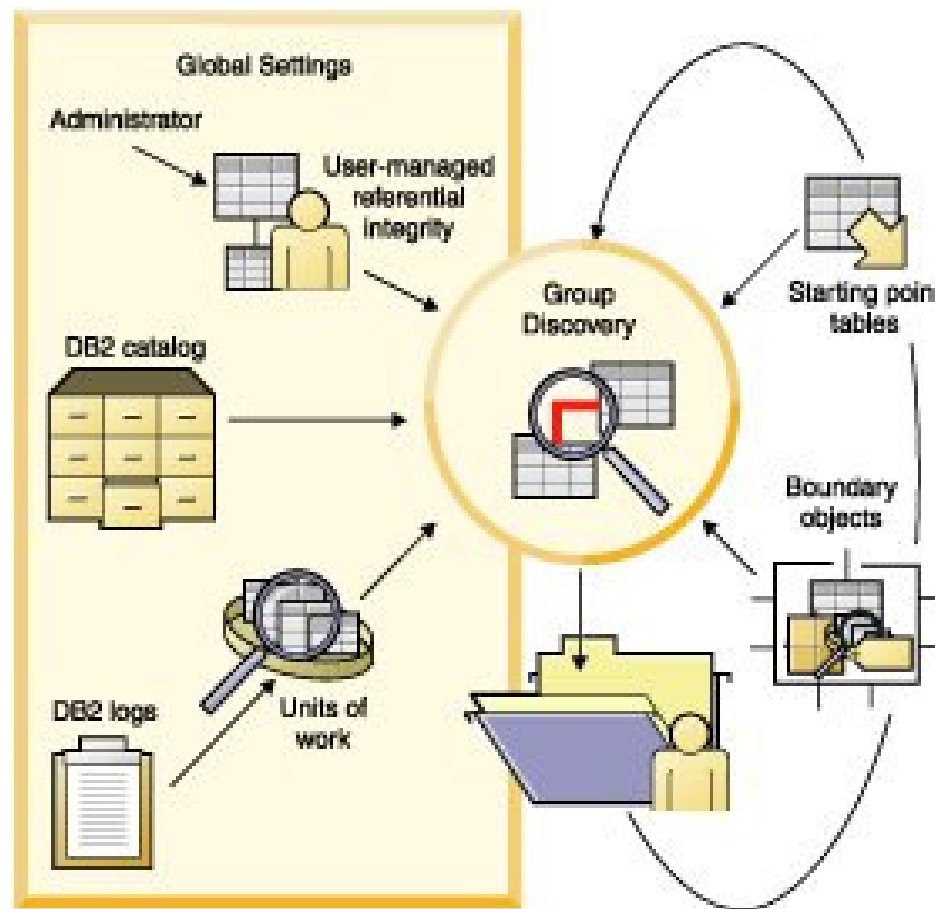 Global Settings
Administrator
User-managed
referential
integrity
Group
Discovery
Starting poin
tables
DB2 catalog
Boundary
objects
Units of
work
DB2 logs